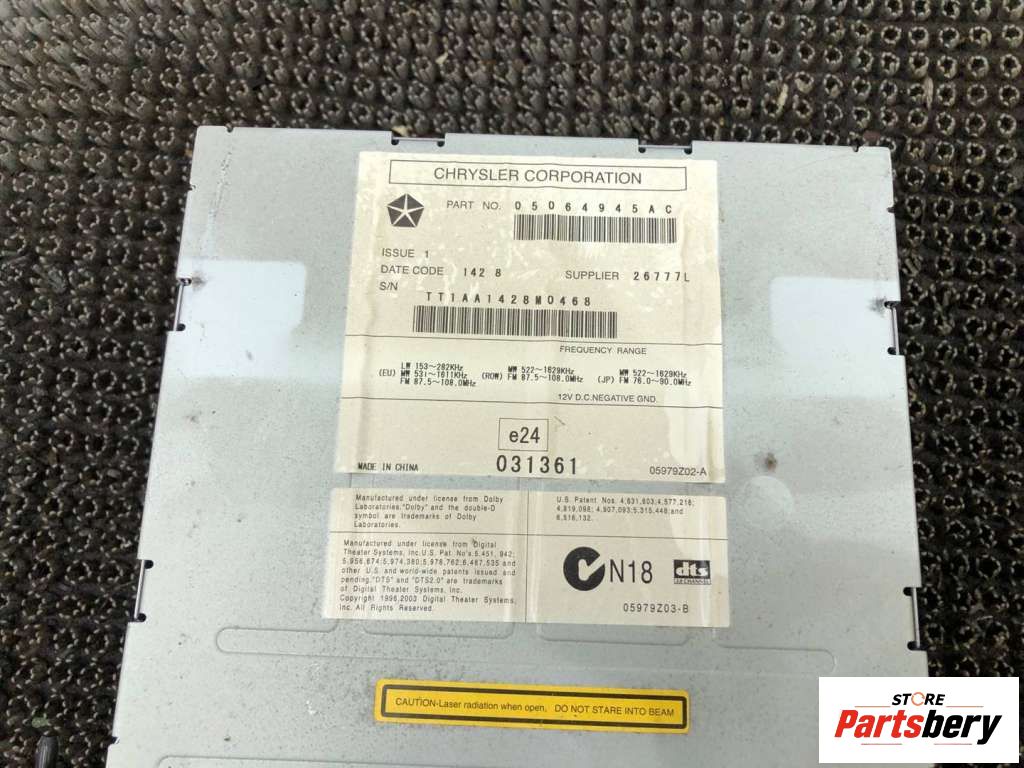 CHRYSLER CORPORATION
PART NO. 05064945AC
ISSUE 1
DATE CODE 142 8 SUPPLIER 26777L
S/N TT1AA1428M0468
FREQUENCY RANGE
(EU) LW 153~282KHz MW 531~1611KHz FM 87.5~108.0MHz
(ROW) MW 522~1629KHz FM 87.5~108.0MHz
(JP) MW 522~1629KHz FM 76.0~90.0MHz
12V D.C.NEGATIVE GND.
e24
031361
MADE IN CHINA 05979Z02-A
Manufactured under license from Dolby
Laboratories."Dolby" and the double-D
symbol are trademarks of Dolby
Laboratories.
Manufactured under license from Digital
Theater Systems, Inc.U.S. Pat. No's.5,451,942;
5,956,674;5,974,380;5,978,762;6,487,535 and
other U.S. and world-wide patents issued and
pending."DTS" and "DTS2.0" are trademarks
of Digital Theater Systems, Inc.
Copyright 1996,2003 Digital Theater Systems,
Inc. All Rights Reserved.
U.S. Patent Nos. 4,631,603;4,577,216;
4,819,098; 4,907,093;5,315,448;and
6,516,132.
N18 dts
2.0 CHANNEL
05979Z03-B
CAUTION-Laser radiation when open, DO NOT STARE INTO BEAM
STORE
Partsbery